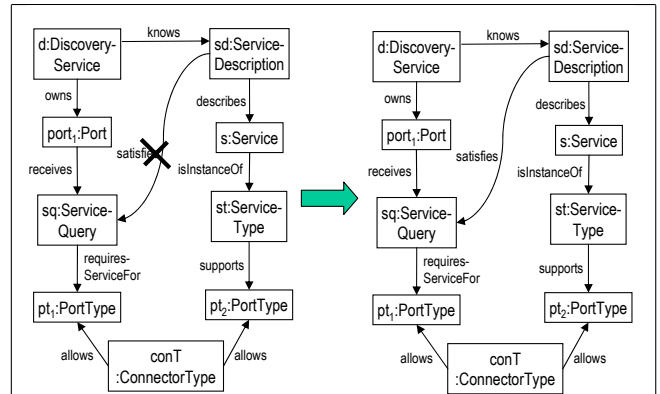 knows
d:Discovery-
Service
sd:Service-
Description
owns
describes
port1:Port
s:Service
receives
satisfies
isInstanceOf
sq:Service-
Query
st:Service-
Type
requires-
ServiceFor
supports
pt1:PortType
pt2:PortType
allows
conT
:ConnectorType
allows
knows
d:Discovery-
Service
sd:Service-
Description
owns
describes
port1:Port
s:Service
receives
satisfies
isInstanceOf
sq:Service-
Query
st:Service-
Type
requires-
ServiceFor
supports
pt1:PortType
pt2:PortType
allows
conT
:ConnectorType
allows